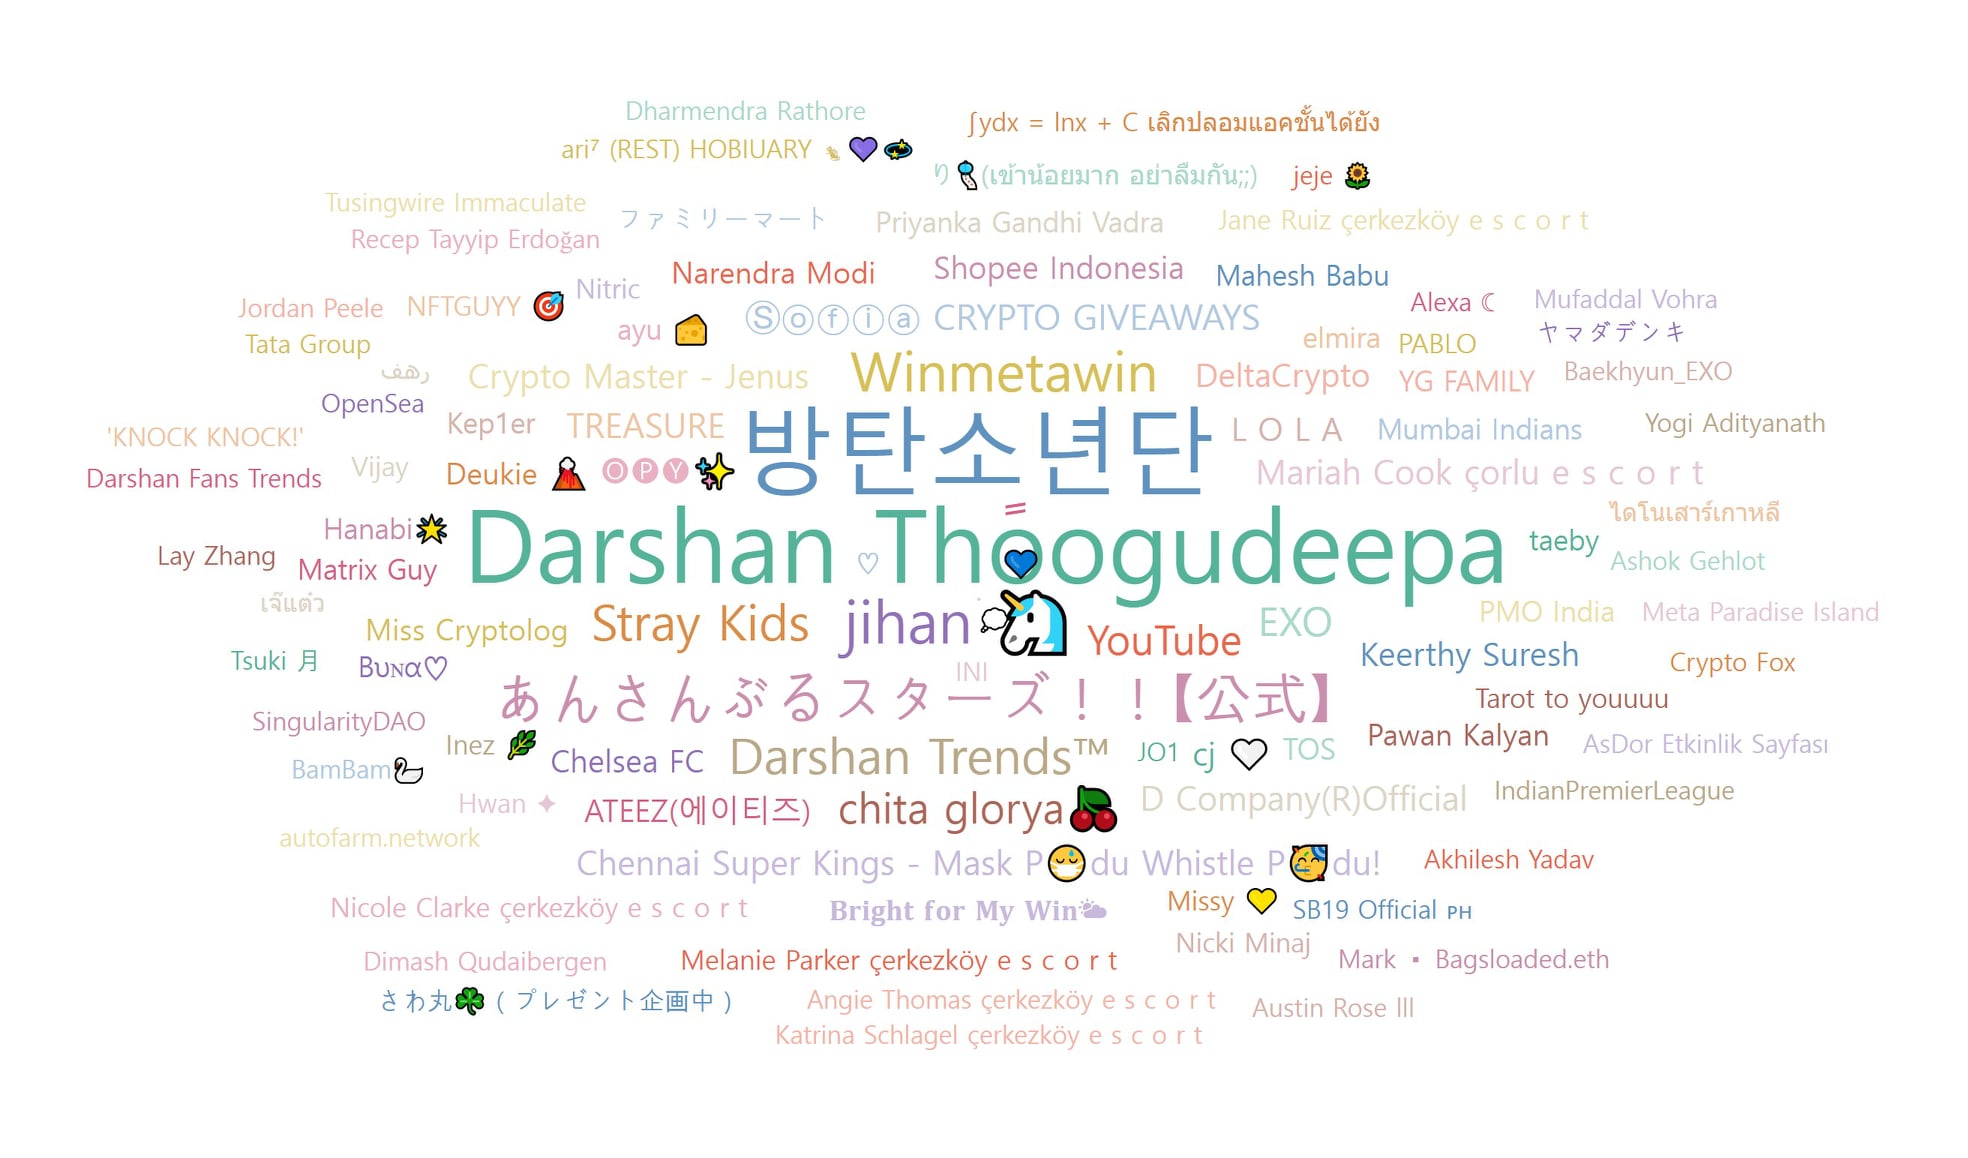 Dharmendra Rathore
∫ydx = lnx + C เลิกปลอมแอคชั้นได้ยัง
ari⁷ (REST) HOBIUARY 💜 💫
り (เข้าน้อยมาก อย่าลืมกัน;;)
jeje 🌻
Tusingwire Immaculate
ファミリーマート
Priyanka Gandhi Vadra
Jane Ruiz çerkezköy e s c o r t
Recep Tayyip Erdoğan
Narendra Modi
Shopee Indonesia
Mahesh Babu
Nitric
Jordan Peele
NFTGUYY 🎯
Ⓢⓞⓕⓘⓐ CRYPTO GIVEAWAYS
Alexa ☾
Mufaddal Vohra
ayu 🧀
elmira
PABLO
ヤマダデンキ
Tata Group
رهف
Crypto Master - Jenus
Winmetawin
DeltaCrypto
YG FAMILY
Baekhyun_EXO
OpenSea
Kep1er
TREASURE
방탄소년단
L O L A
Mumbai Indians
Yogi Adityanath
'KNOCK KNOCK!'
Darshan Fans Trends
Vijay
Deukie 🌋
🅞🅟🅨✨
Mariah Cook çorlu e s c o r t
=
ไดโนเสาร์เกาหลี
Hanabi🌟
Darshan Thoogudeepa
♡
💙
taeby
Lay Zhang
Matrix Guy
Ashok Gehlot
เจ๊แต๋ว
Miss Cryptolog
Stray Kids
jihan 💭🦄
YouTube
EXO
PMO India
Meta Paradise Island
Tsuki 月
Bυɴα♡
INI
Keerthy Suresh
Crypto Fox
あんさんぶるスターズ！！【公式】
Tarot to youuuu
SingularityDAO
Inez 🌿
Chelsea FC
Darshan Trends™
JO1
cj 🤍
TOS
Pawan Kalyan
AsDor Etkinlik Sayfası
BamBam🦢
Hwan ✦
ATEEZ(에이티즈)
chita glorya🍒
D Company(R)Official
IndianPremierLeague
autofarm.network
Chennai Super Kings - Mask P😷du Whistle P🥳du!
Akhilesh Yadav
Nicole Clarke çerkezköy e s c o r t
𝐁𝐫𝐢𝐠𝐡𝐭 𝐟𝐨𝐫 𝐌𝐲 𝐖𝐢𝐧🌥
Missy 💛
SB19 Official ᴘʜ
Nicki Minaj
Dimash Qudaibergen
Melanie Parker çerkezköy e s c o r t
Mark ▪ Bagsloaded.eth
さわ丸☘ ( プレゼント企画中 )
Angie Thomas çerkezköy e s c o r t
Austin Rose lll
Katrina Schlagel çerkezköy e s c o r t